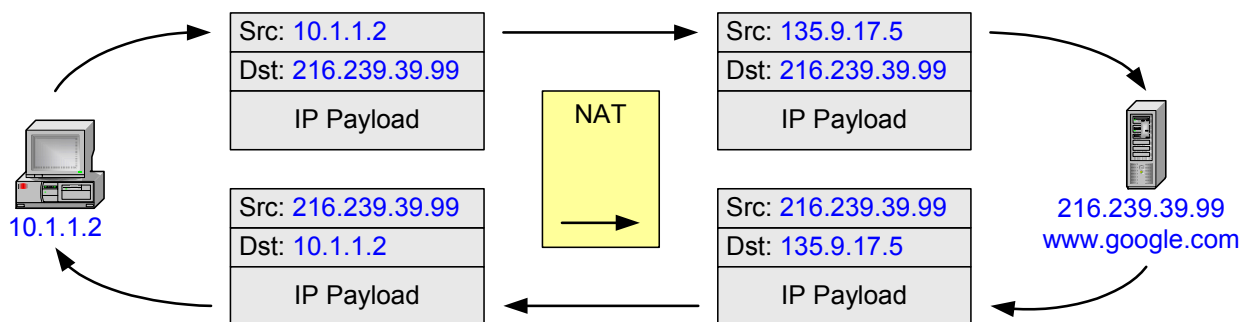 Src: 10.1.1.2
Dst: 216.239.39.99
IP Payload
Src: 135.9.17.5
Dst: 216.239.39.99
IP Payload
NAT
10.1.1.2
Src: 216.239.39.99
Dst: 10.1.1.2
IP Payload
Src: 216.239.39.99
Dst: 135.9.17.5
IP Payload
216.239.39.99
www.google.com